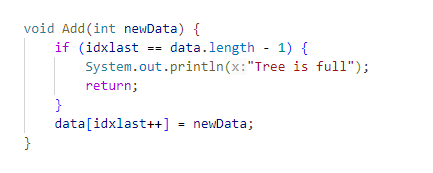 void Add(int newData) {
    if (idxlast == data.length - 1) {
        System.out.println(x:"Tree is full");
        return;
    }
    data[idxlast++] = newData;
}